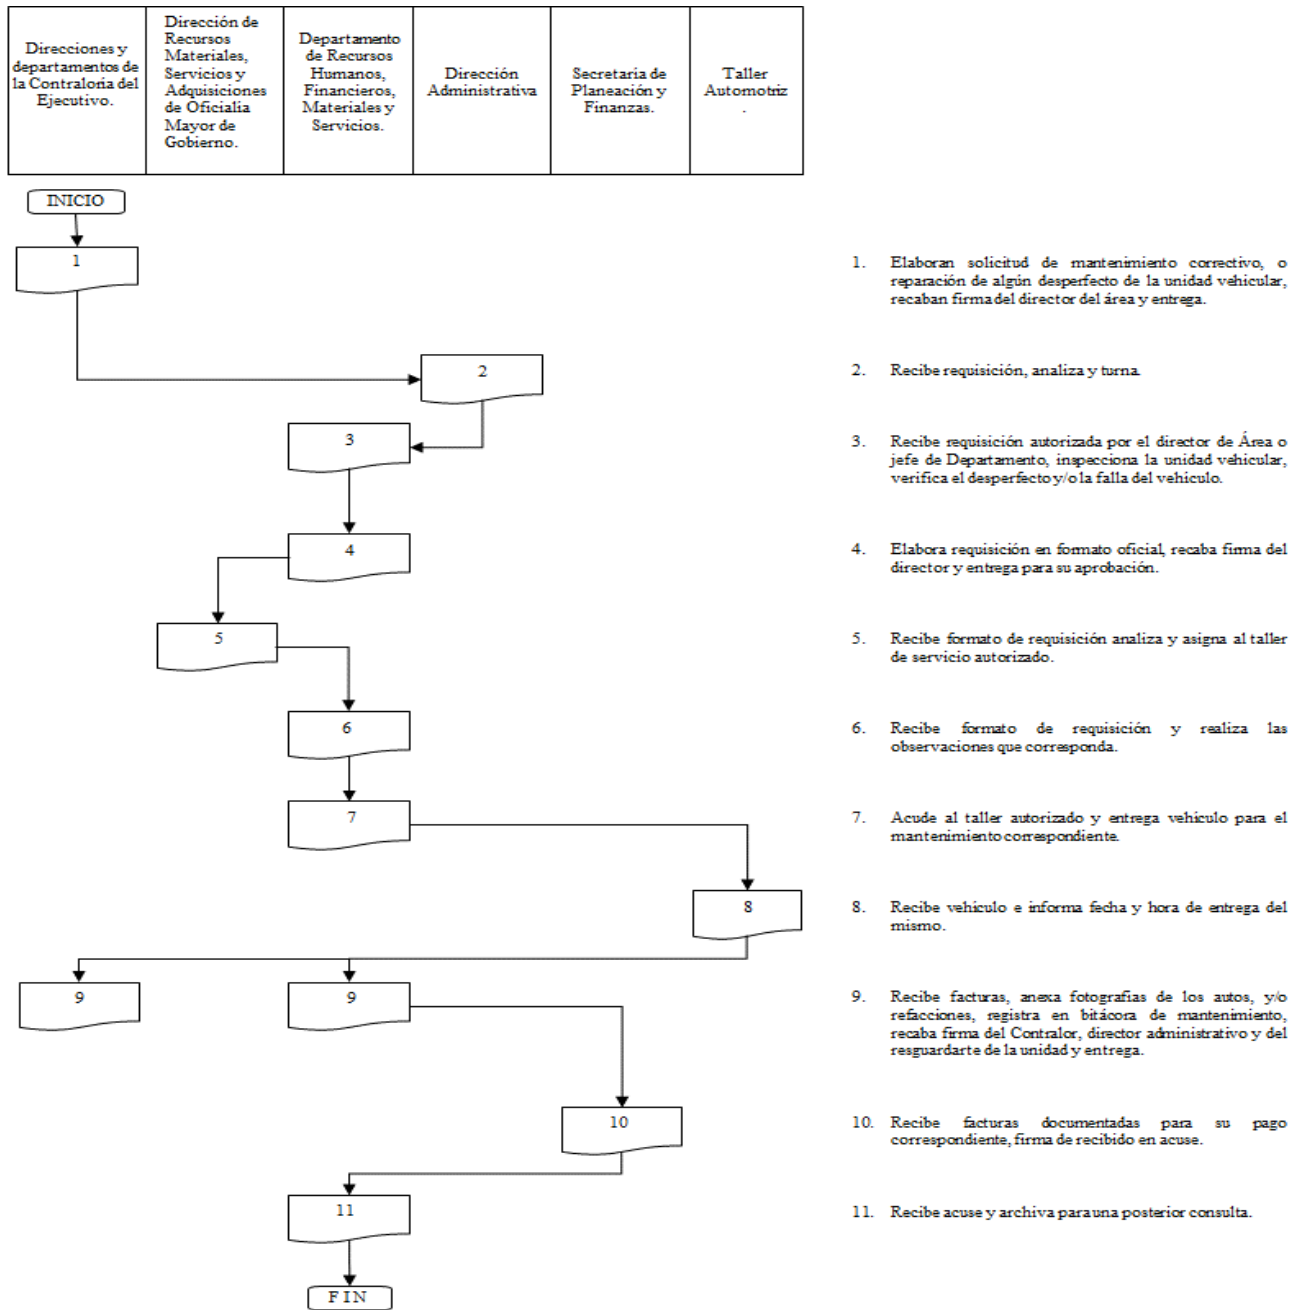 Direcciones y
departamentos de
la Contraloría del
Ejecutivo.
Dirección de
Recursos
Materiales,
Servicios y
Adquisiciones
de Oficialia
Mayor de
Gobierno.
Departamento
de Recursos
Humanos,
Financieros,
Materiales y
Servicios.
Dirección
Administrativa
Secretaria de
Planeación y
Finanzas.
Taller
Automotriz
.
INICIO
1
1. Elaboran solicitud de mantenimiento correctivo, o
reparación de algún desperfecto de la unidad vehicular,
recaban firma del director del área y entrega.
2
2. Recibe requisición, analiza y turna.
3
3. Recibe requisición autorizada por el director de Área o
jefe de Departamento, inspecciona la unidad vehicular,
verifica el desperfecto y/o la falla del vehículo.
4
4. Elabora requisición en formato oficial, recaba firma del
director y entrega para su aprobación.
5
5. Recibe formato de requisición analiza y asigna al taller
de servicio autorizado.
6
6. Recibe formato de requisición y realiza las
observaciones que corresponda.
7
7. Acude al taller autorizado y entrega vehículo para el
mantenimiento correspondiente.
8
8. Recibe vehículo e informa fecha y hora de entrega del
mismo.
9
9
9. Recibe facturas, anexa fotografías de los autos, y/o
refacciones, registra en bitácora de mantenimiento,
recaba firma del Contralor, director administrativo y del
resguardarte de la unidad y entrega.
10
10. Recibe facturas documentadas para su pago
correspondiente, firma de recibido en acuse.
11
11. Recibe acuse y archiva para una posterior consulta.
FIN